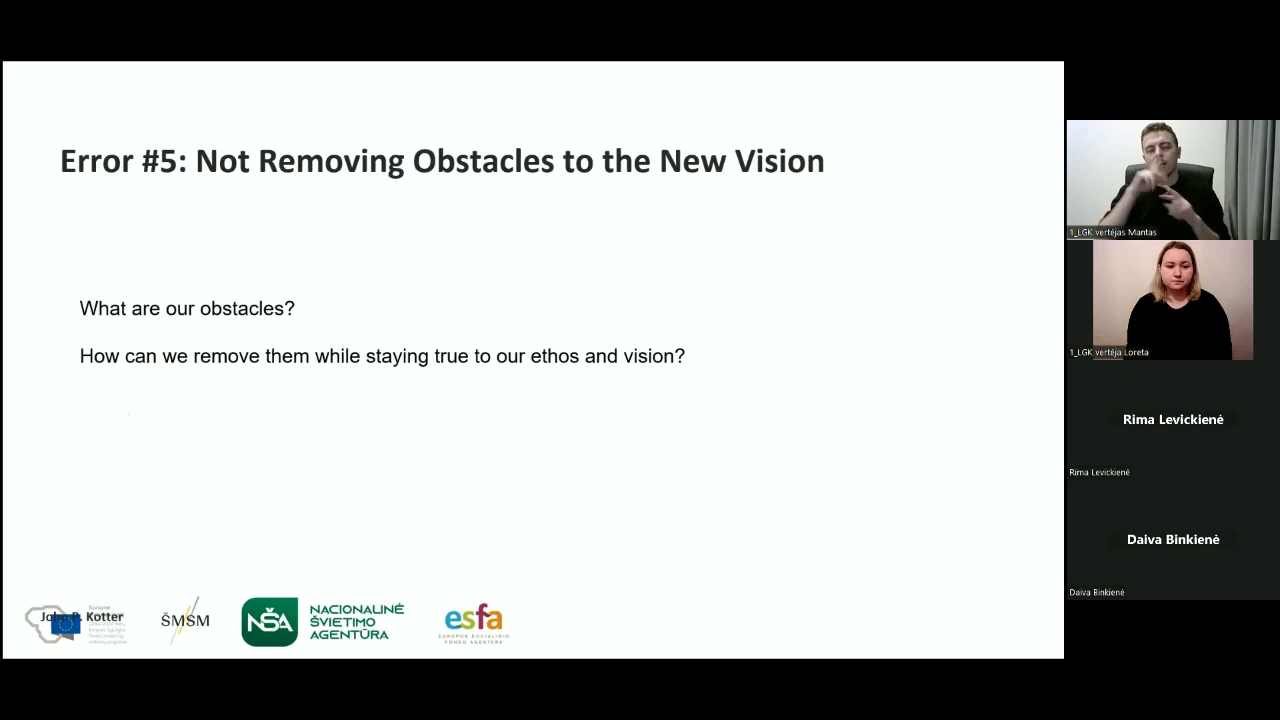 Error #5: Not Removing Obstacles to the New Vision
What are our obstacles?
How can we remove them while staying true to our ethos and vision?
John P. Kotter
ŠMSM
NŠA
NACIONALINĖ
ŠVIETIMO
AGENTŪRA
esfa
EUROPOS SOCIALINIO
FONDO AGENTŪRA
1_LGK vertėjas Mantas
1_LGK vertėja Loreta
Rima Levickienė
Rima Levickienė
Daiva Binkienė
Daiva Binkienė